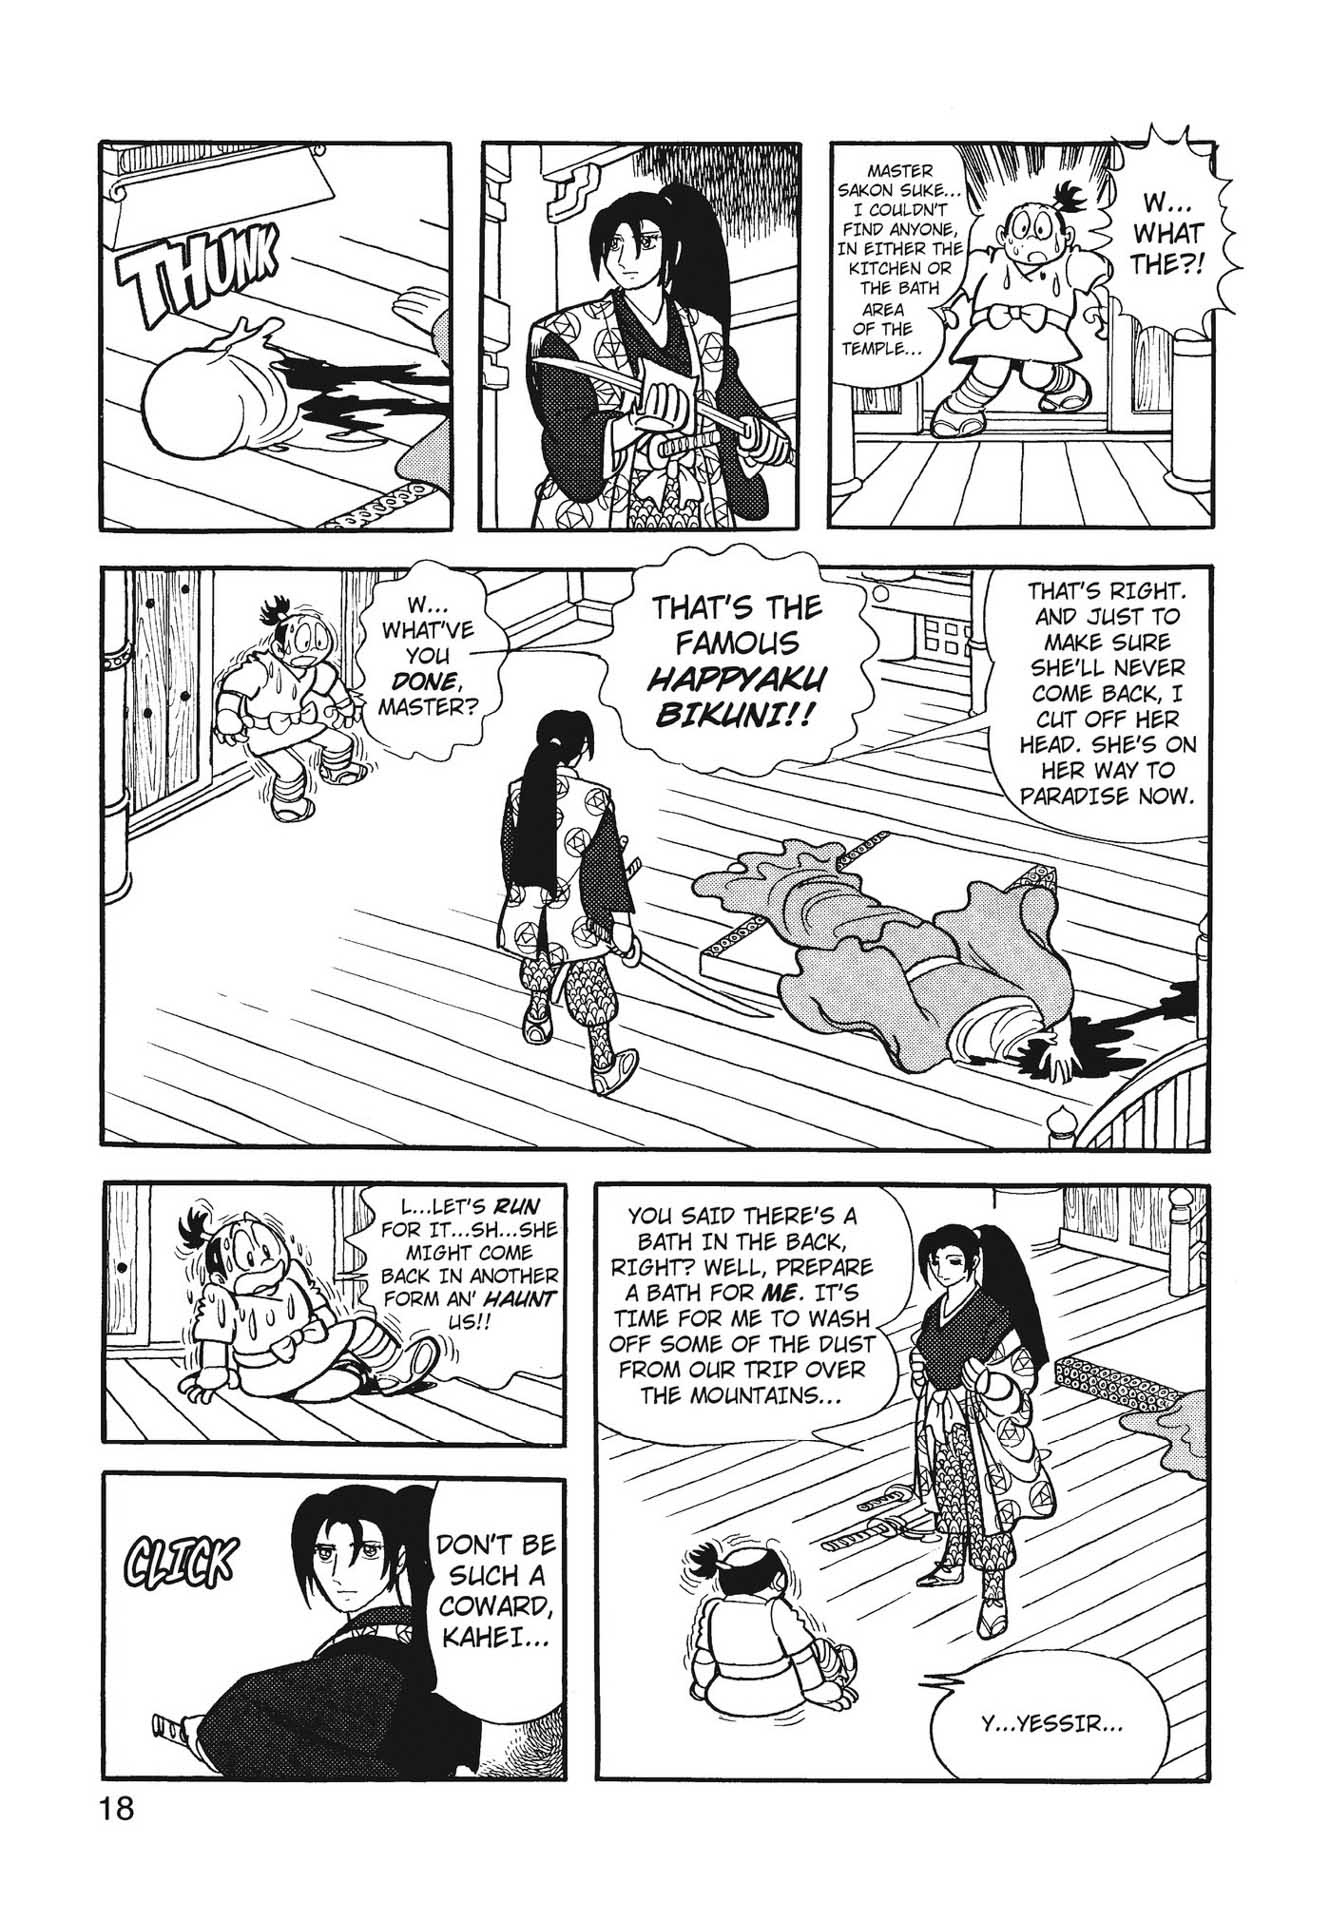 THUNK
MASTER
SAKON SUKE...
I COULDN'T
FIND ANYONE,
IN EITHER THE
KITCHEN OR
THE BATH
AREA
OF THE
TEMPLE...
W...
WHAT
THE?!
W...
WHAT'VE
YOU
DONE,
MASTER?
THAT'S THE
FAMOUS
HAPPYAKU
BIKUNI!!
THAT'S RIGHT.
AND JUST TO
MAKE SURE
SHE'LL NEVER
COME BACK, I
CUT OFF HER
HEAD. SHE'S ON
HER WAY TO
PARADISE NOW.
L...LET'S RUN
FOR IT...SH...SHE
MIGHT COME
BACK IN ANOTHER
FORM AN' HAUNT
US!!
CLICK
DON'T BE
SUCH A
COWARD,
KAHEI...
YOU SAID THERE'S A
BATH IN THE BACK,
RIGHT? WELL, PREPARE
A BATH FOR ME. IT'S
TIME FOR ME TO WASH
OFF SOME OF THE DUST
FROM OUR TRIP OVER
THE MOUNTAINS...
Y...YESSIR...
18